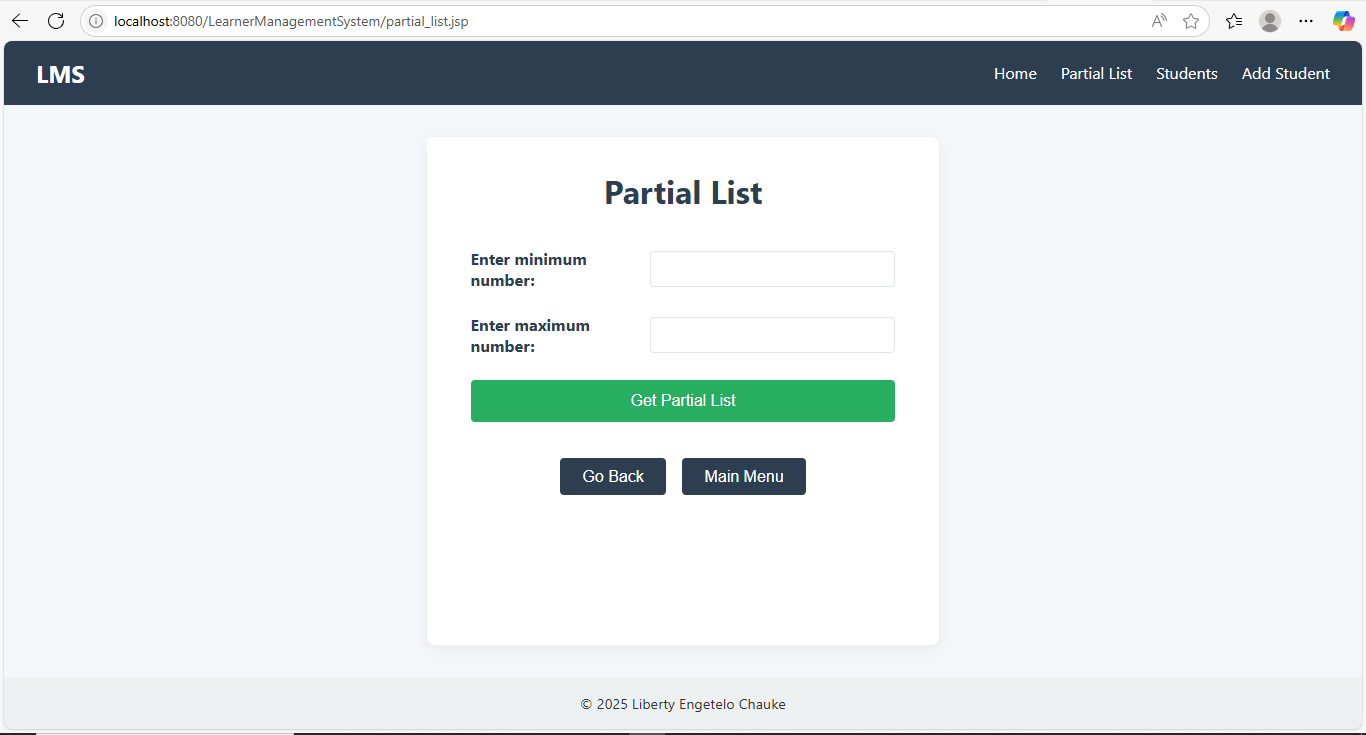 localhost:8080/LearnerManagementSystem/partial_list.jsp
LMS
Home
Partial List
Students
Add Student
Partial List
Enter minimum
number:
Enter maximum
number:
Get Partial List
Go Back
Main Menu
© 2025 Liberty Engetelo Chauke